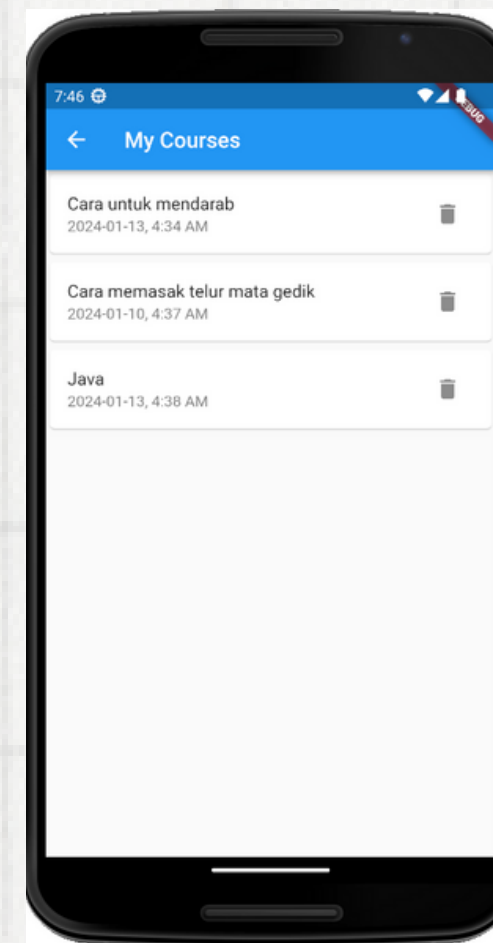 7:46
My Courses
Cara untuk mendarab
2024-01-13, 4:34 AM
Cara memasak telur mata gedik
2024-01-10, 4:37 AM
Java
2024-01-13, 4:38 AM